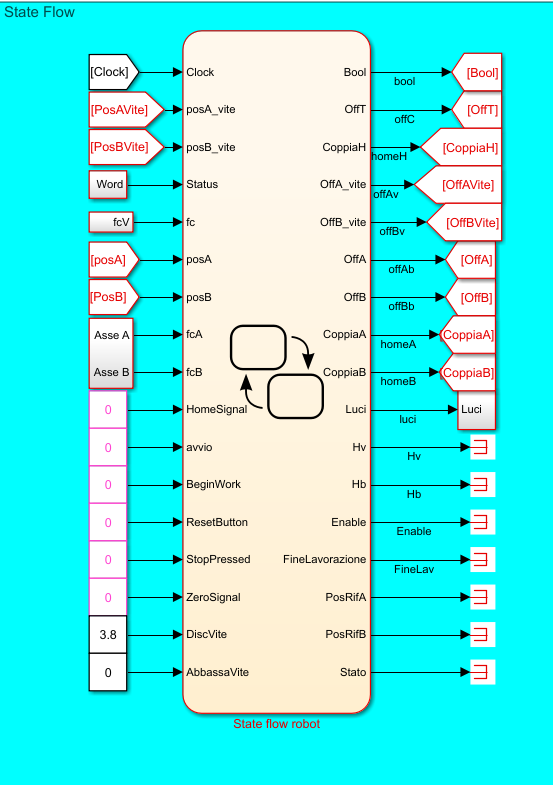 State Flow
[Clock] Clock Bool bool [Bool]
[PosAVite] posA_vite OffT offC [OffT]
[PosBVite] posB_vite CoppiaH homeH [CoppiaH]
Word Status OffA_vite offAv [OffAVite]
fcV fc OffB_vite offBv [OffBVite]
[posA] posA OffA offAb [OffA]
[PosB] posB OffB offBb [OffB]
Asse A fcA CoppiaA homeA [CoppiaA]
Asse B fcB CoppiaB homeB [CoppiaB]
0 HomeSignal Luci luci Luci
0 avvio Hv Hv
0 BeginWork Hb Hb
0 ResetButton Enable Enable
0 StopPressed FineLavorazione FineLav
0 ZeroSignal PosRifA
3.8 DiscVite PosRifB
0 AbbassaVite Stato
State flow robot